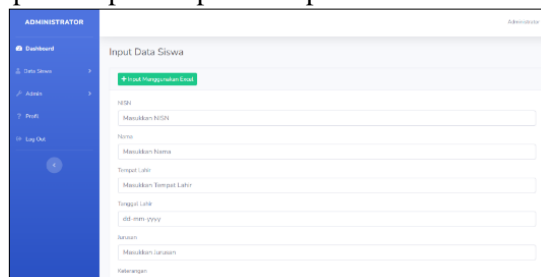 ADMINISTRATOR
Administrator
Dashboard
Input Data Siswa
Data Siswa
+ Input Menggunakan Excel
Admin
NISN
Masukkan NISN
Profil
Nama
Log Out
Masukkan Nama
Tempat Lahir
Masukkan Tempat Lahir
Tanggal Lahir
dd-mm-yyyy
Jurusan
Masukkan Jurusan
Keterangan